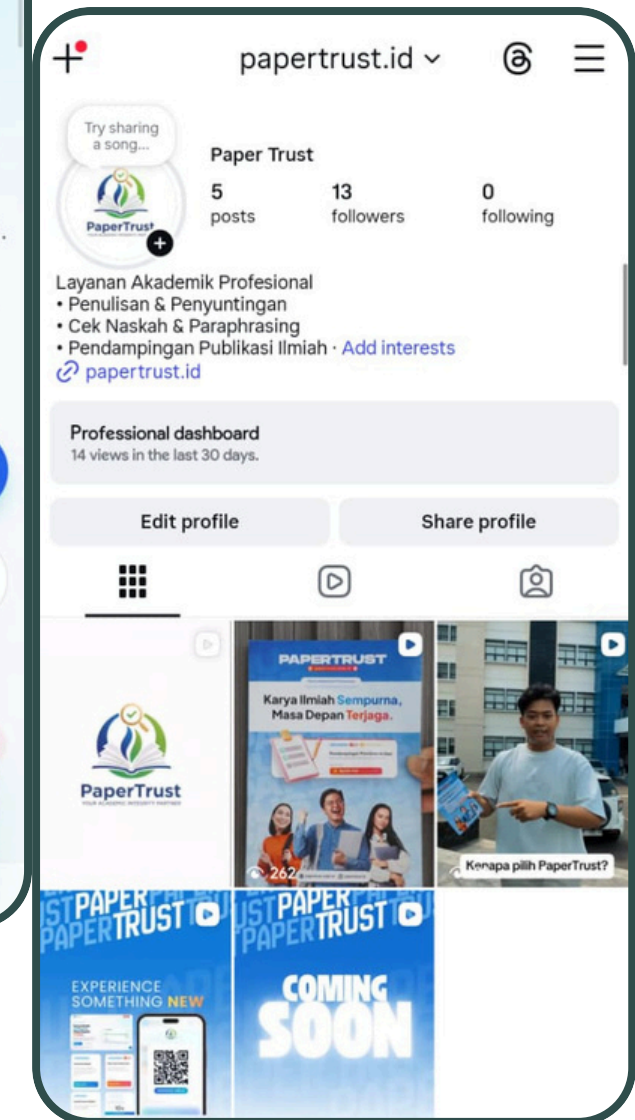 papertrust.id
Try sharing
a song...
Paper Trust
5 13 0
posts followers following
PaperTrust
Layanan Akademik Profesional
• Penulisan & Penyuntingan
• Cek Naskah & Paraphrasing
• Pendampingan Publikasi Ilmiah · Add interests
papertrust.id
Professional dashboard
14 views in the last 30 days.
Edit profile Share profile
PaperTrust
YOUR ACADEMIC INTEGRITY PARTNER
PAPERTRUST
Karya Ilmiah Sempurna,
Masa Depan Terjaga.
262
Kenapa pilih PaperTrust?
PAPER
TRUST
EXPERIENCE
SOMETHING NEW
PAPER
TRUST
COMING
SOON